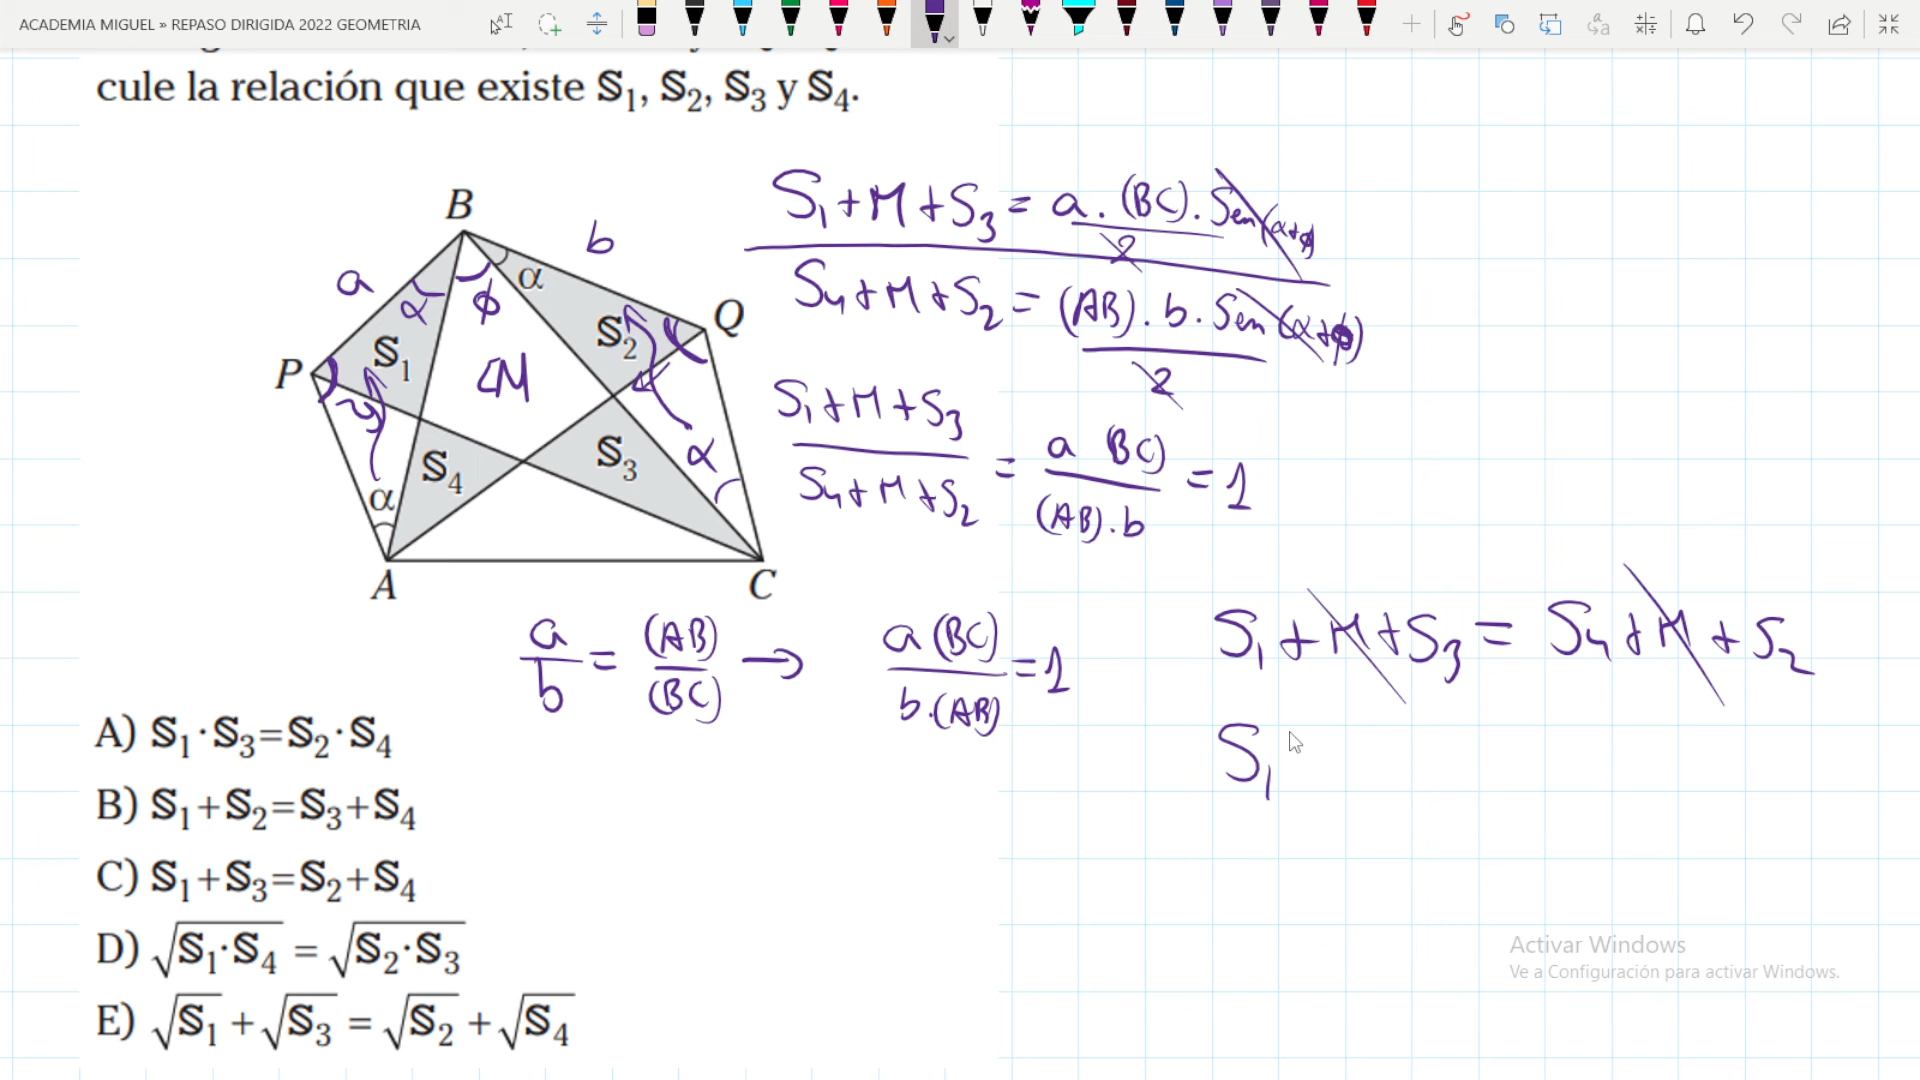 ACADEMIA MIGUEL » REPASO DIRIGIDA 2022 GEOMETRIA
cule la relación que existe 𝕊₁, 𝕊₂, 𝕊₃ y 𝕊₄.
B
a
b
α
α
ϕ
Q
P
𝕊₁
𝕊₂
M
α
𝕊₄
𝕊₃
α
A
C
S₁+M+S₃ = a.(BC).Sen(α+ϕ)
2
S₄+M+S₂ = (AB).b.Sen(α+ϕ)
2
S₁+M+S₃
S₄+M+S₂
=
a BC)
(AB).b
= 1
a
b
=
(AB)
(BC)
→
a(BC)
b.(AB)
=1
S₁+M+S₃ = S₄+M+S₂
S₁
A) 𝕊₁·𝕊₃=𝕊₂·𝕊₄
B) 𝕊₁+𝕊₂=𝕊₃+𝕊₄
C) 𝕊₁+𝕊₃=𝕊₂+𝕊₄
D) √𝕊₁·𝕊₄ = √𝕊₂·𝕊₃
E) √𝕊₁ + √𝕊₃ = √𝕊₂ + √𝕊₄
Activar Windows
Ve a Configuración para activar Windows.